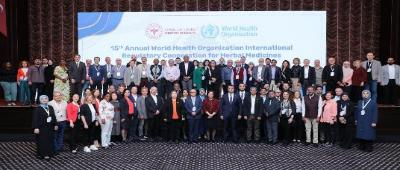 World Health
Organization
15th Annual World Health Organization International
Regulatory Cooperation for Herbal Medicines